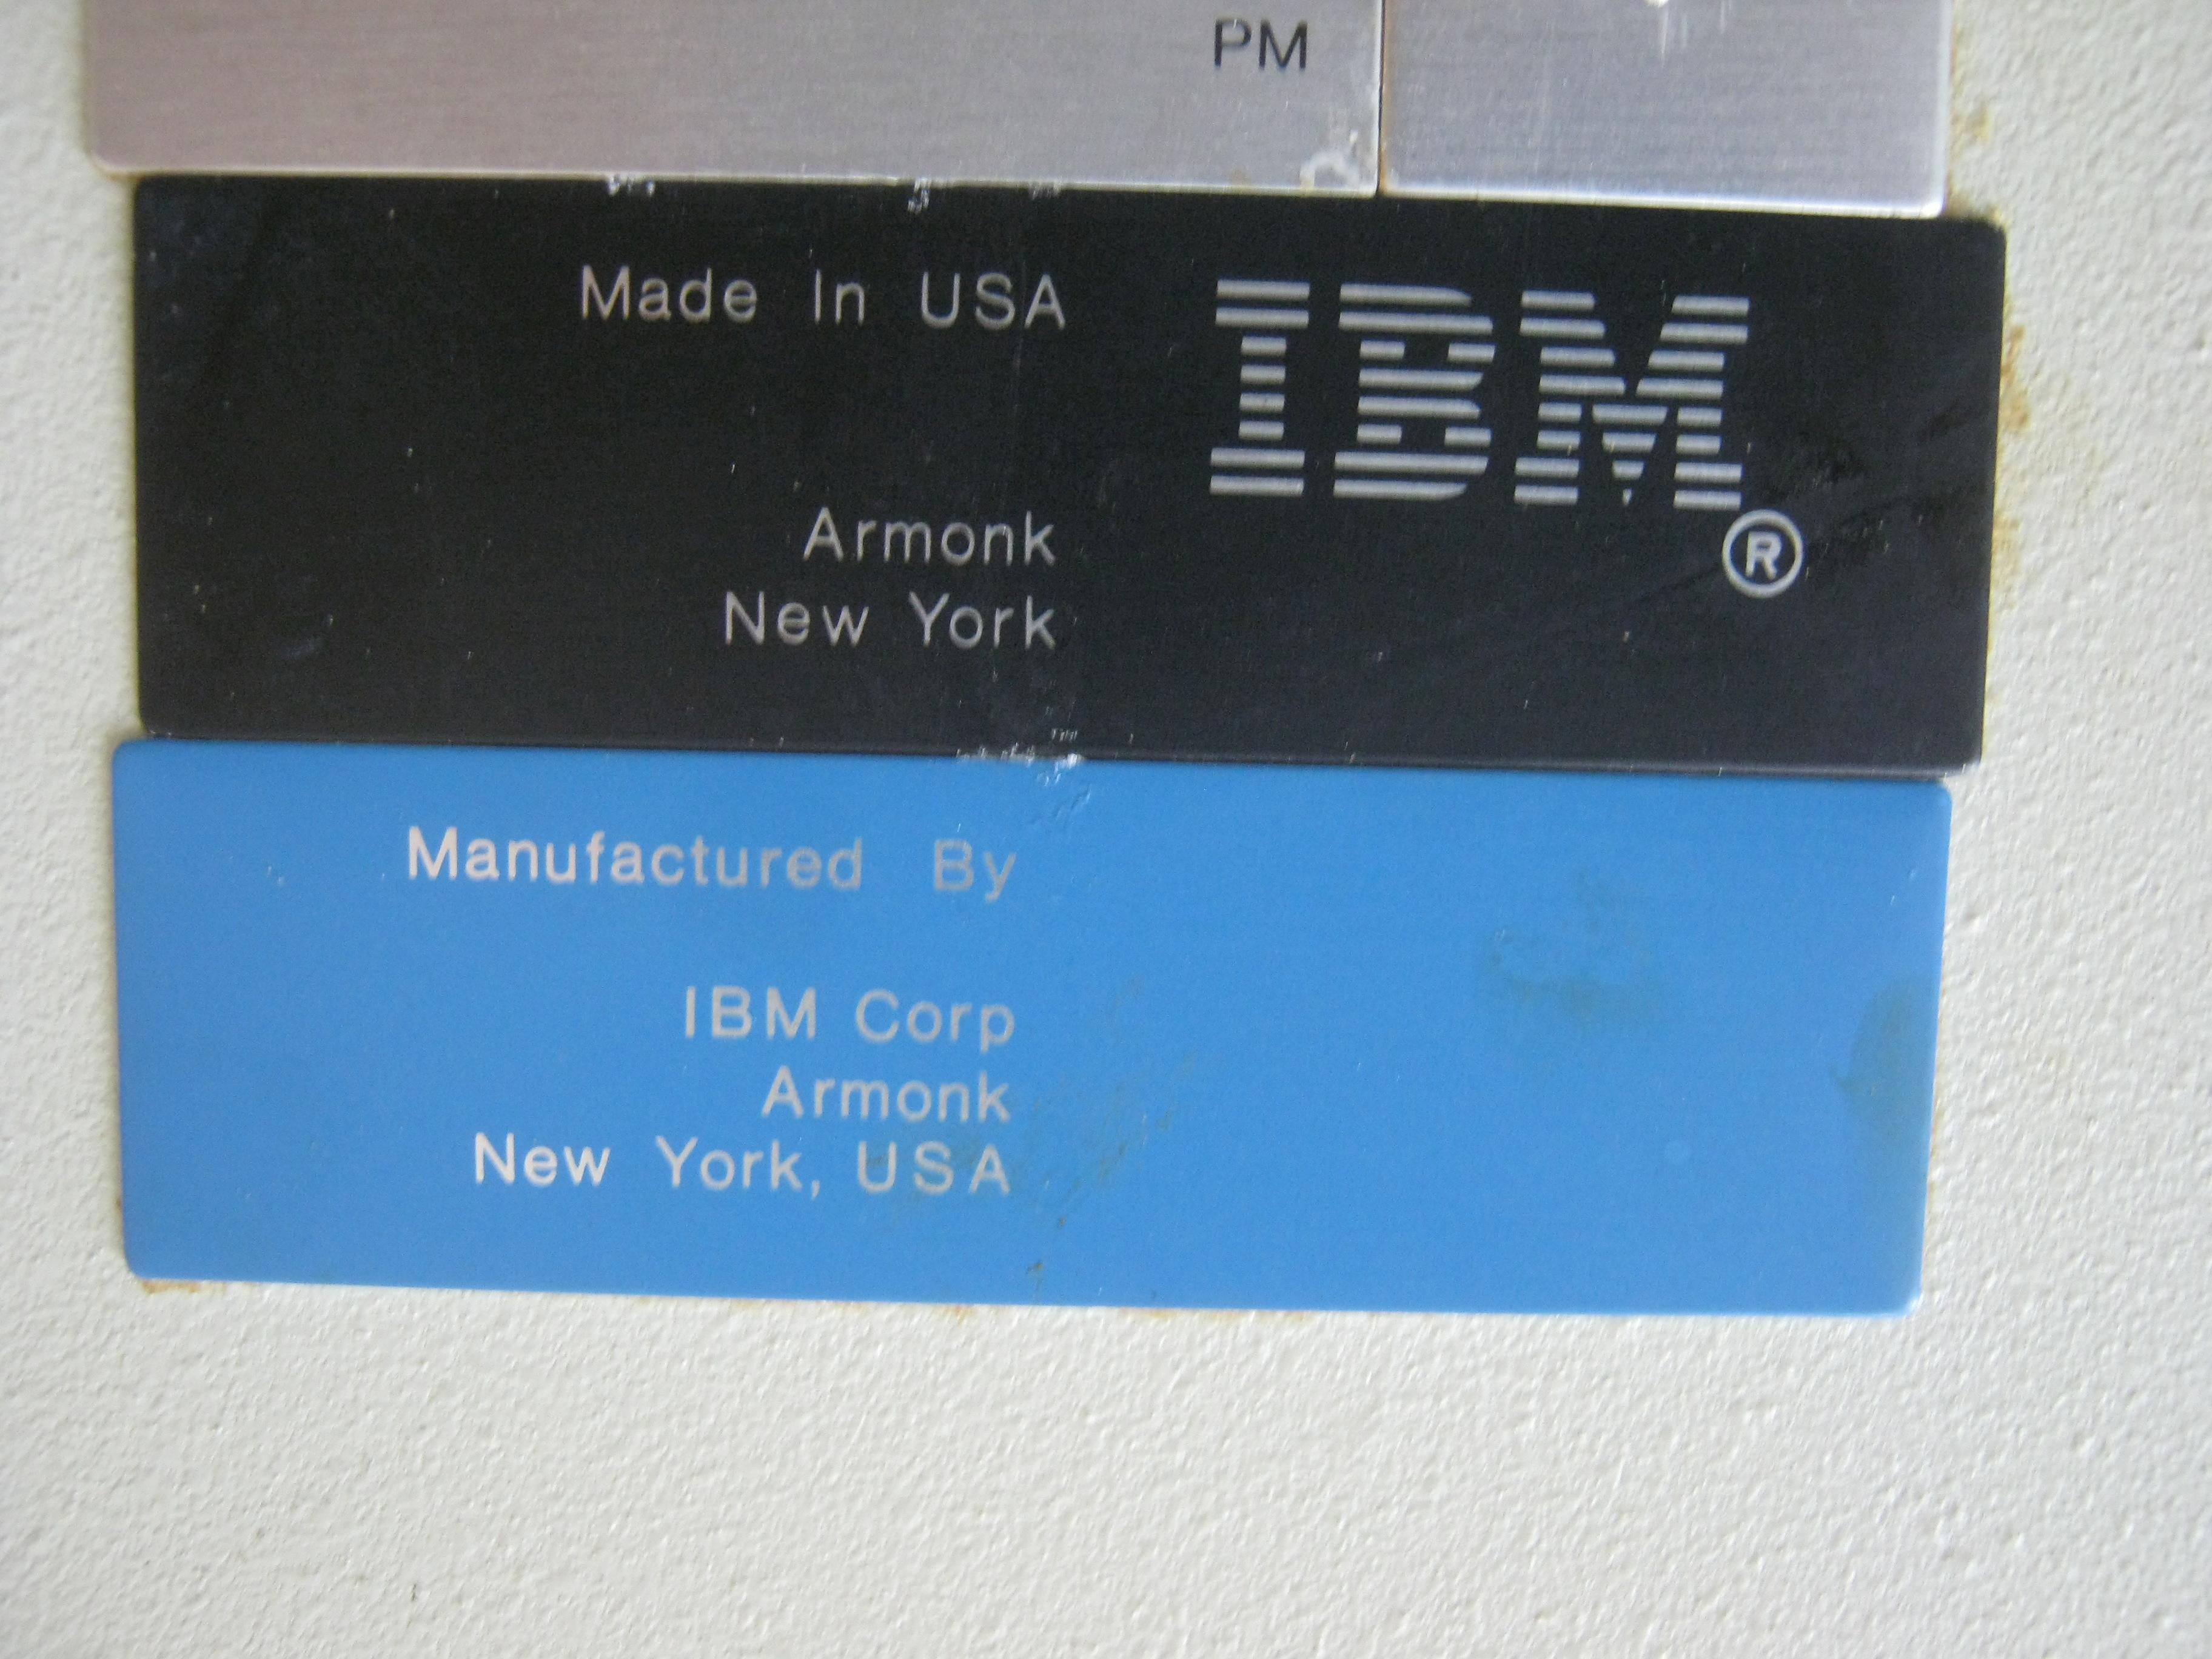 PM
Made In USA
IBM
®
Armonk
New York
Manufactured By
IBM Corp
Armonk
New York, USA